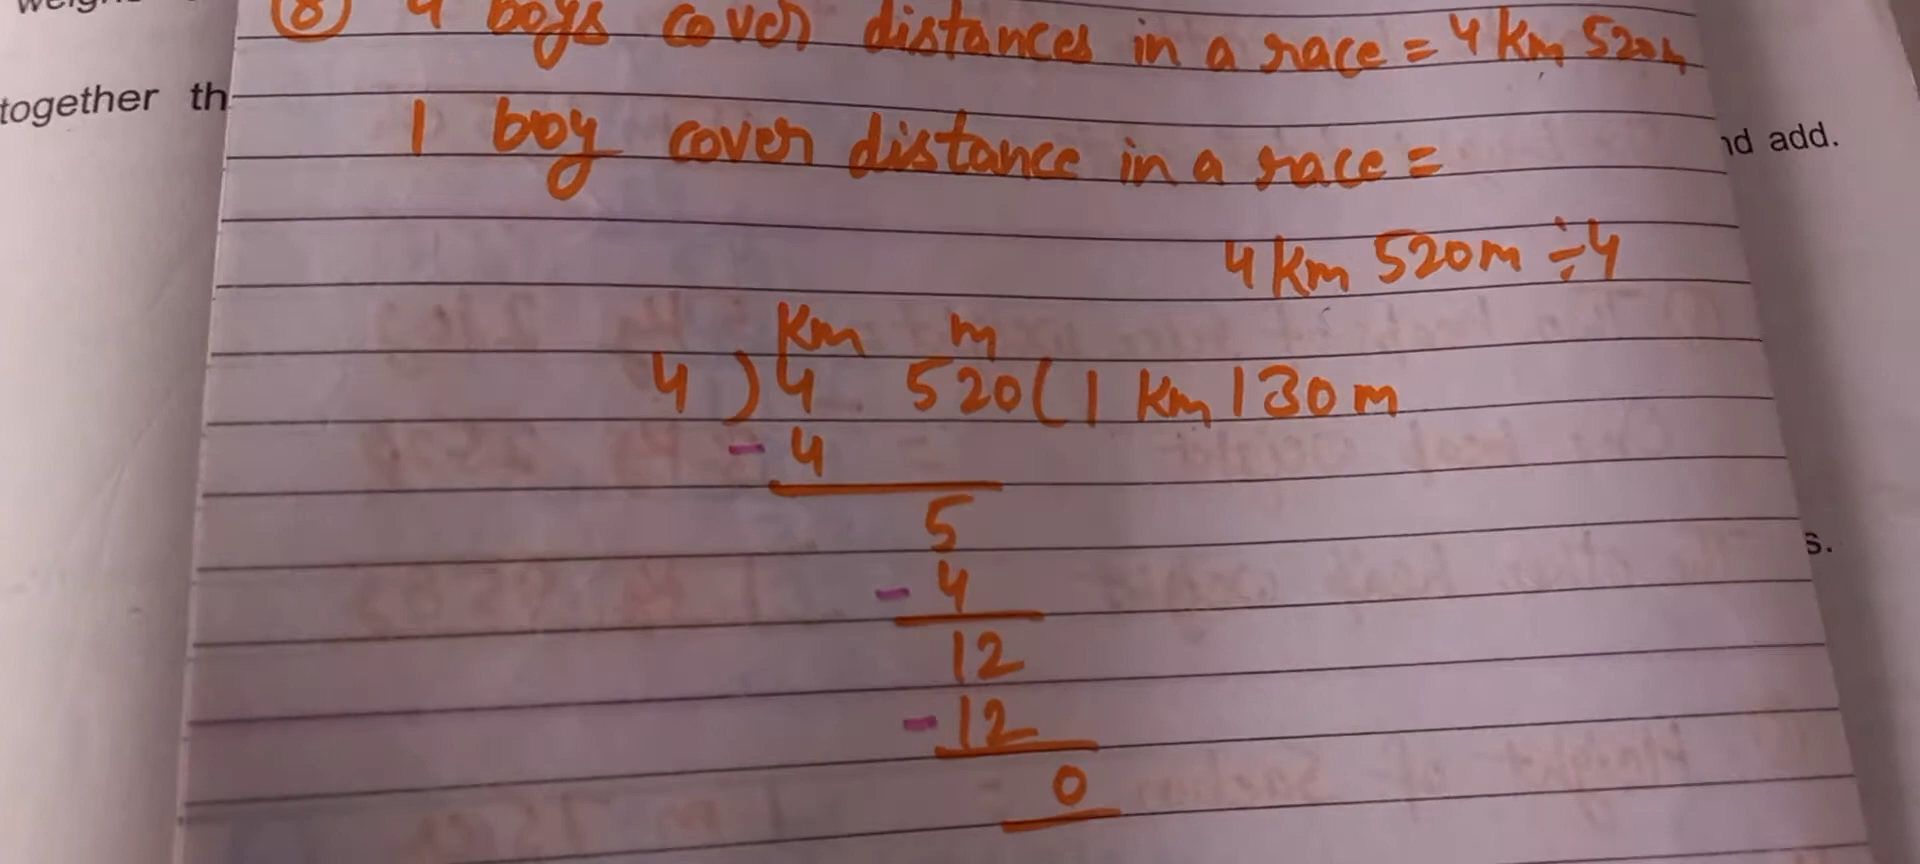 ⑧ 4 boys cover distances in a race = 4 Km 520m
together th
1 boy cover distance in a race =
nd add.
4 Km 520m ÷ 4
Km m
4 ) 4 520 ( 1 Km 130 m
- 4
5
s.
- 4
12
- 12
0